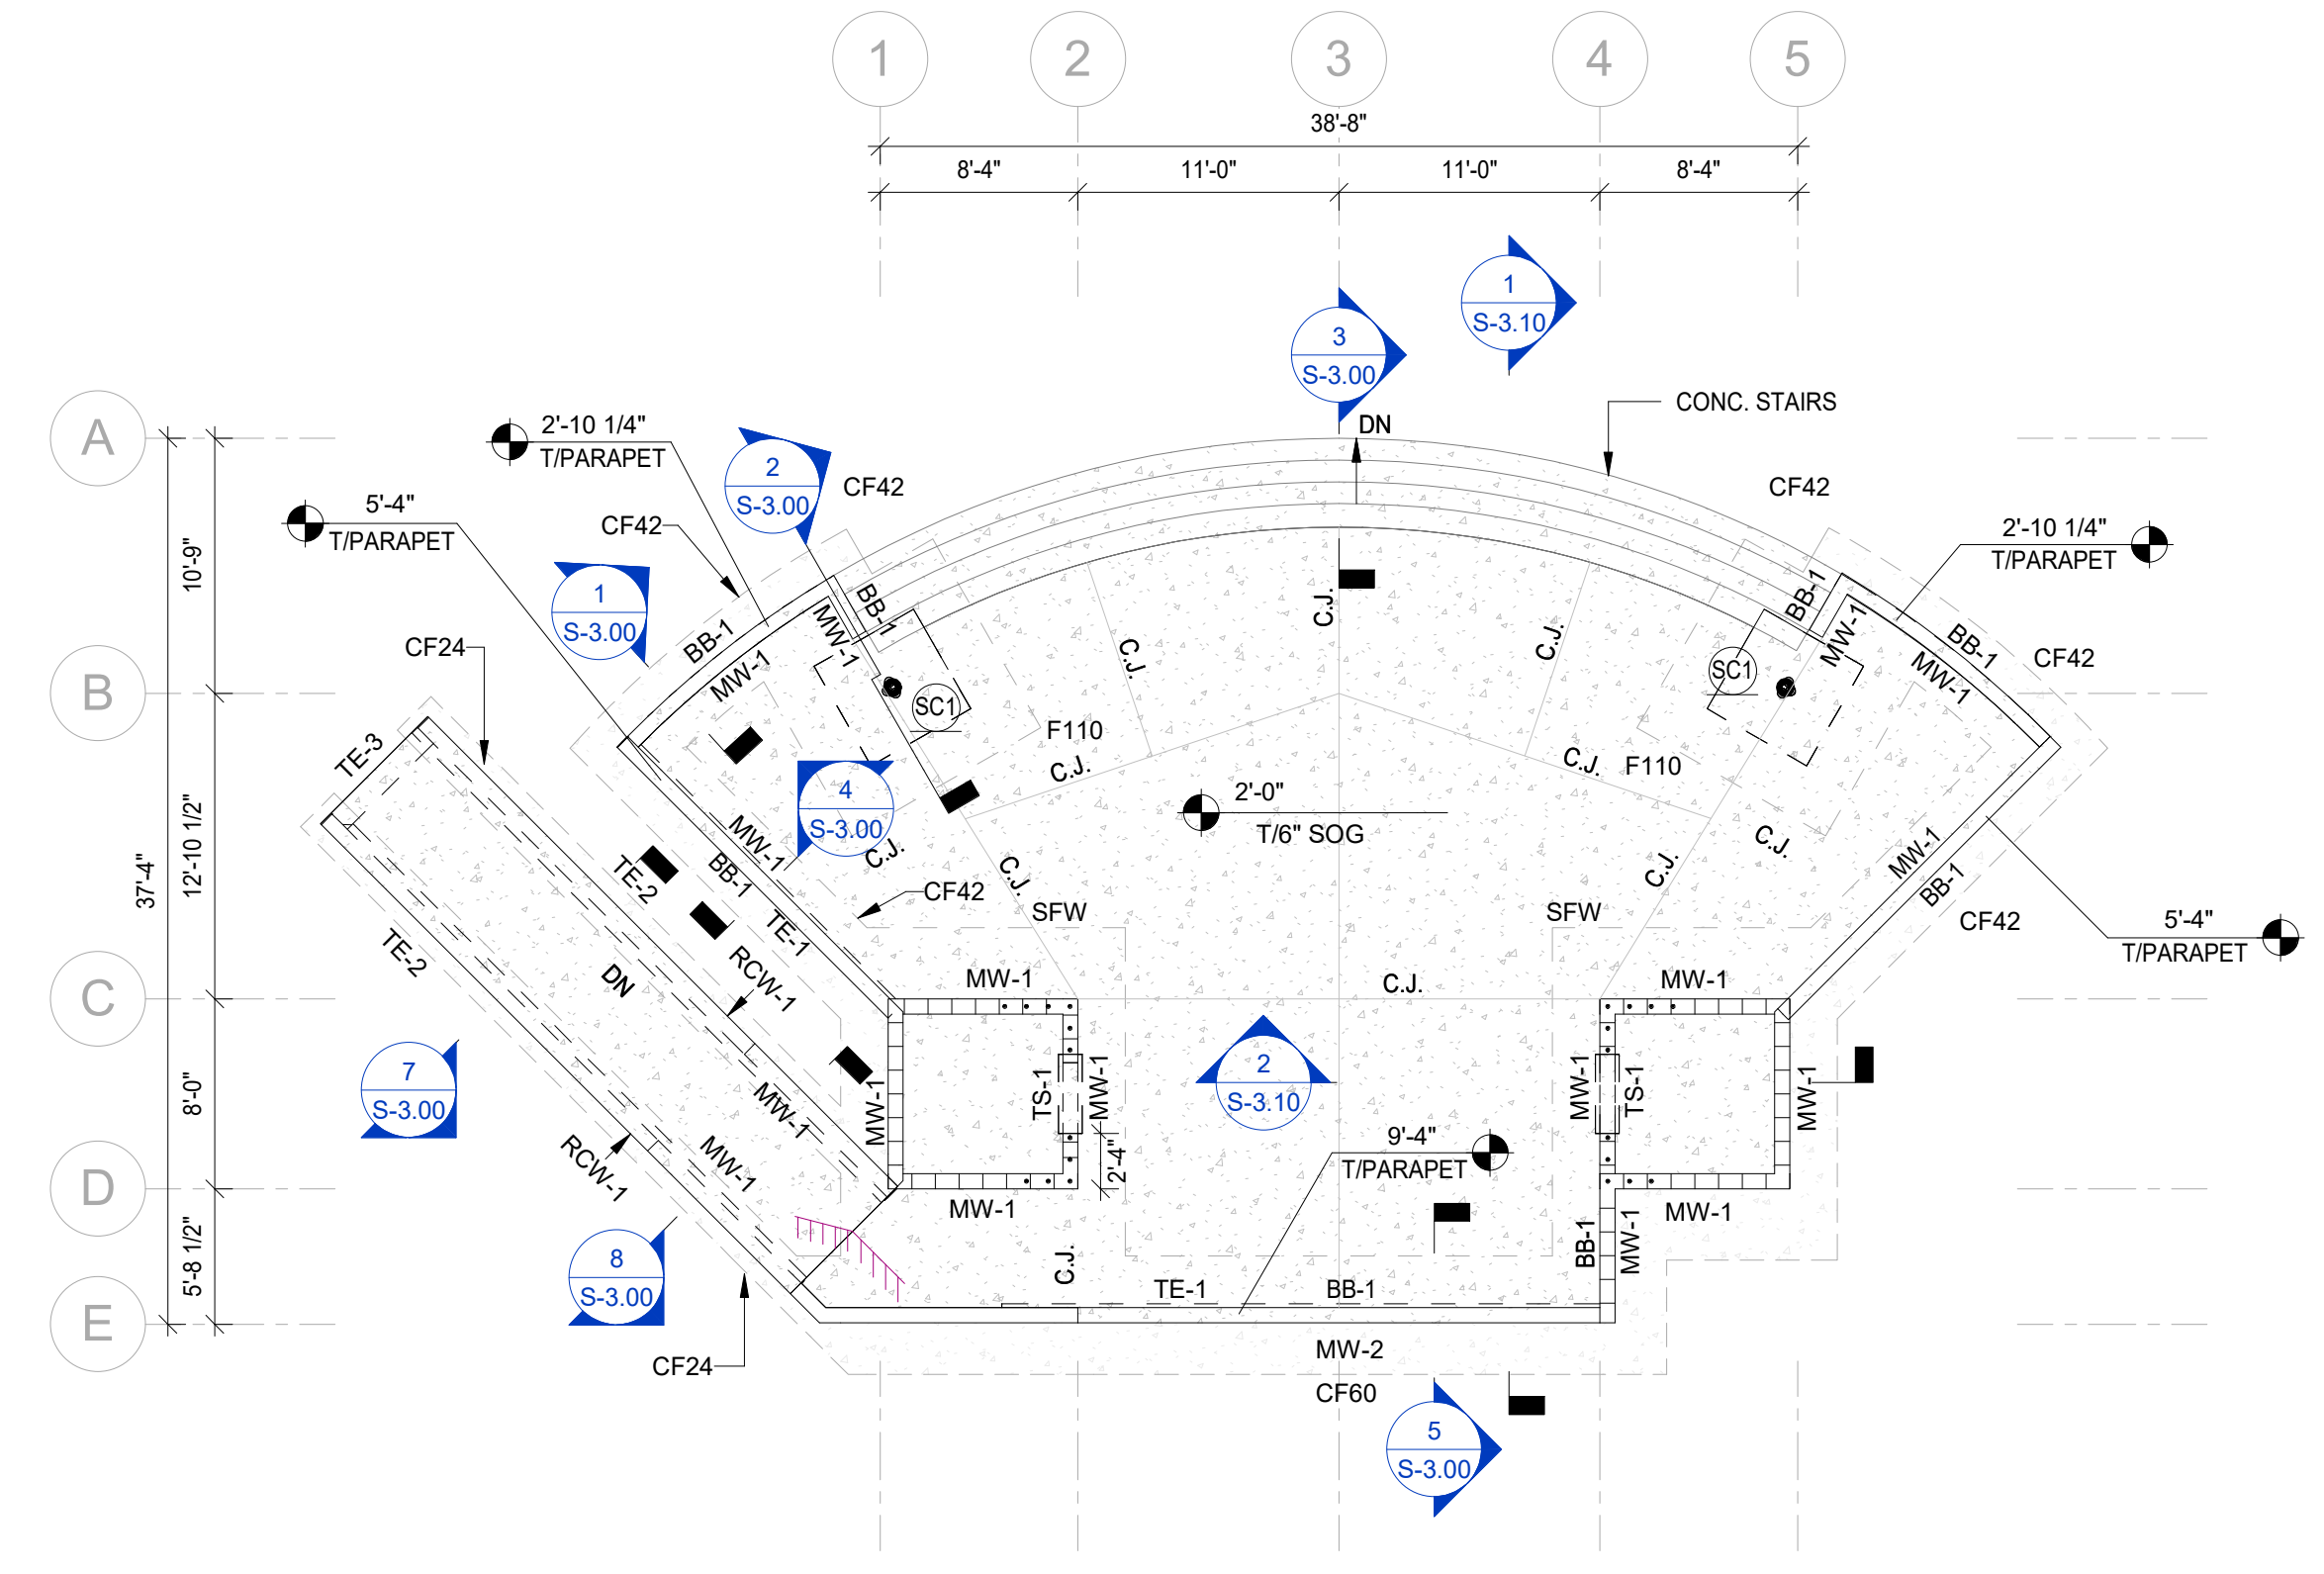 1 2 3 4 5
38'-8"
8'-4" 11'-0" 11'-0" 8'-4"
1
S-3.10
3
S-3.00
CONC. STAIRS
DN
A
2'-10 1/4"
T/PARAPET
2
S-3.00
CF42
CF42
5'-4"
T/PARAPET
CF42
2'-10 1/4"
T/PARAPET
10'-9"
1
S-3.00
BB-1
BB-1
BB-1
BB-1
MW-1
MW-1
MW-1
MW-1
C.J.
C.J.
C.J.
CF24
CF42
B
SC1
SC1
TE-3
F110
F110
C.J.
C.J.
4
S-3.00
2'-0"
T/6" SOG
12'-10 1/2"
37'-4"
MW-1
BB-1
TE-2
C.J.
C.J.
C.J.
C.J.
MW-1
BB-1
CF42
SFW
SFW
CF42
5'-4"
T/PARAPET
TE-1
TE-2
RCW-1
DN
C
MW-1
C.J.
MW-1
7
S-3.00
8'-0"
MW-1
MW-1
TS-1
MW-1
2
S-3.10
MW-1
TS-1
MW-1
MW-1
RCW-1
2'-4"
9'-4"
T/PARAPET
D
MW-1
MW-1
5'-8 1/2"
8
S-3.00
C.J.
BB-1
MW-1
TE-1
BB-1
E
CF24
MW-2
CF60
5
S-3.00